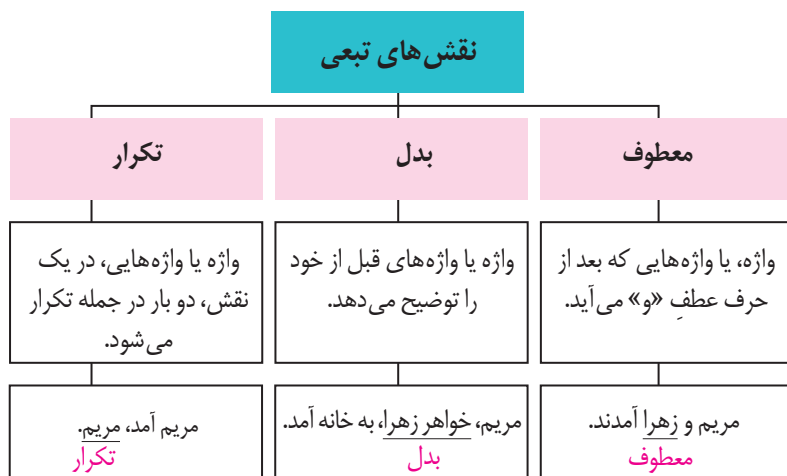 نقش‌های تبعی
معطوف
بدل
تکرار
واژه، یا واژه‌هایی که بعد از
حرف عطفِ «و» می‌آید.
واژه یا واژه‌های قبل از خود
را توضیح می‌دهد.
واژه یا واژه‌هایی، در یک
نقش، دو بار در جمله تکرار
می‌شود.
مریم و زهرا آمدند.
معطوف
مریم، خواهر زهرا، به خانه آمد.
بدل
مریم آمد، مریم.
تکرار